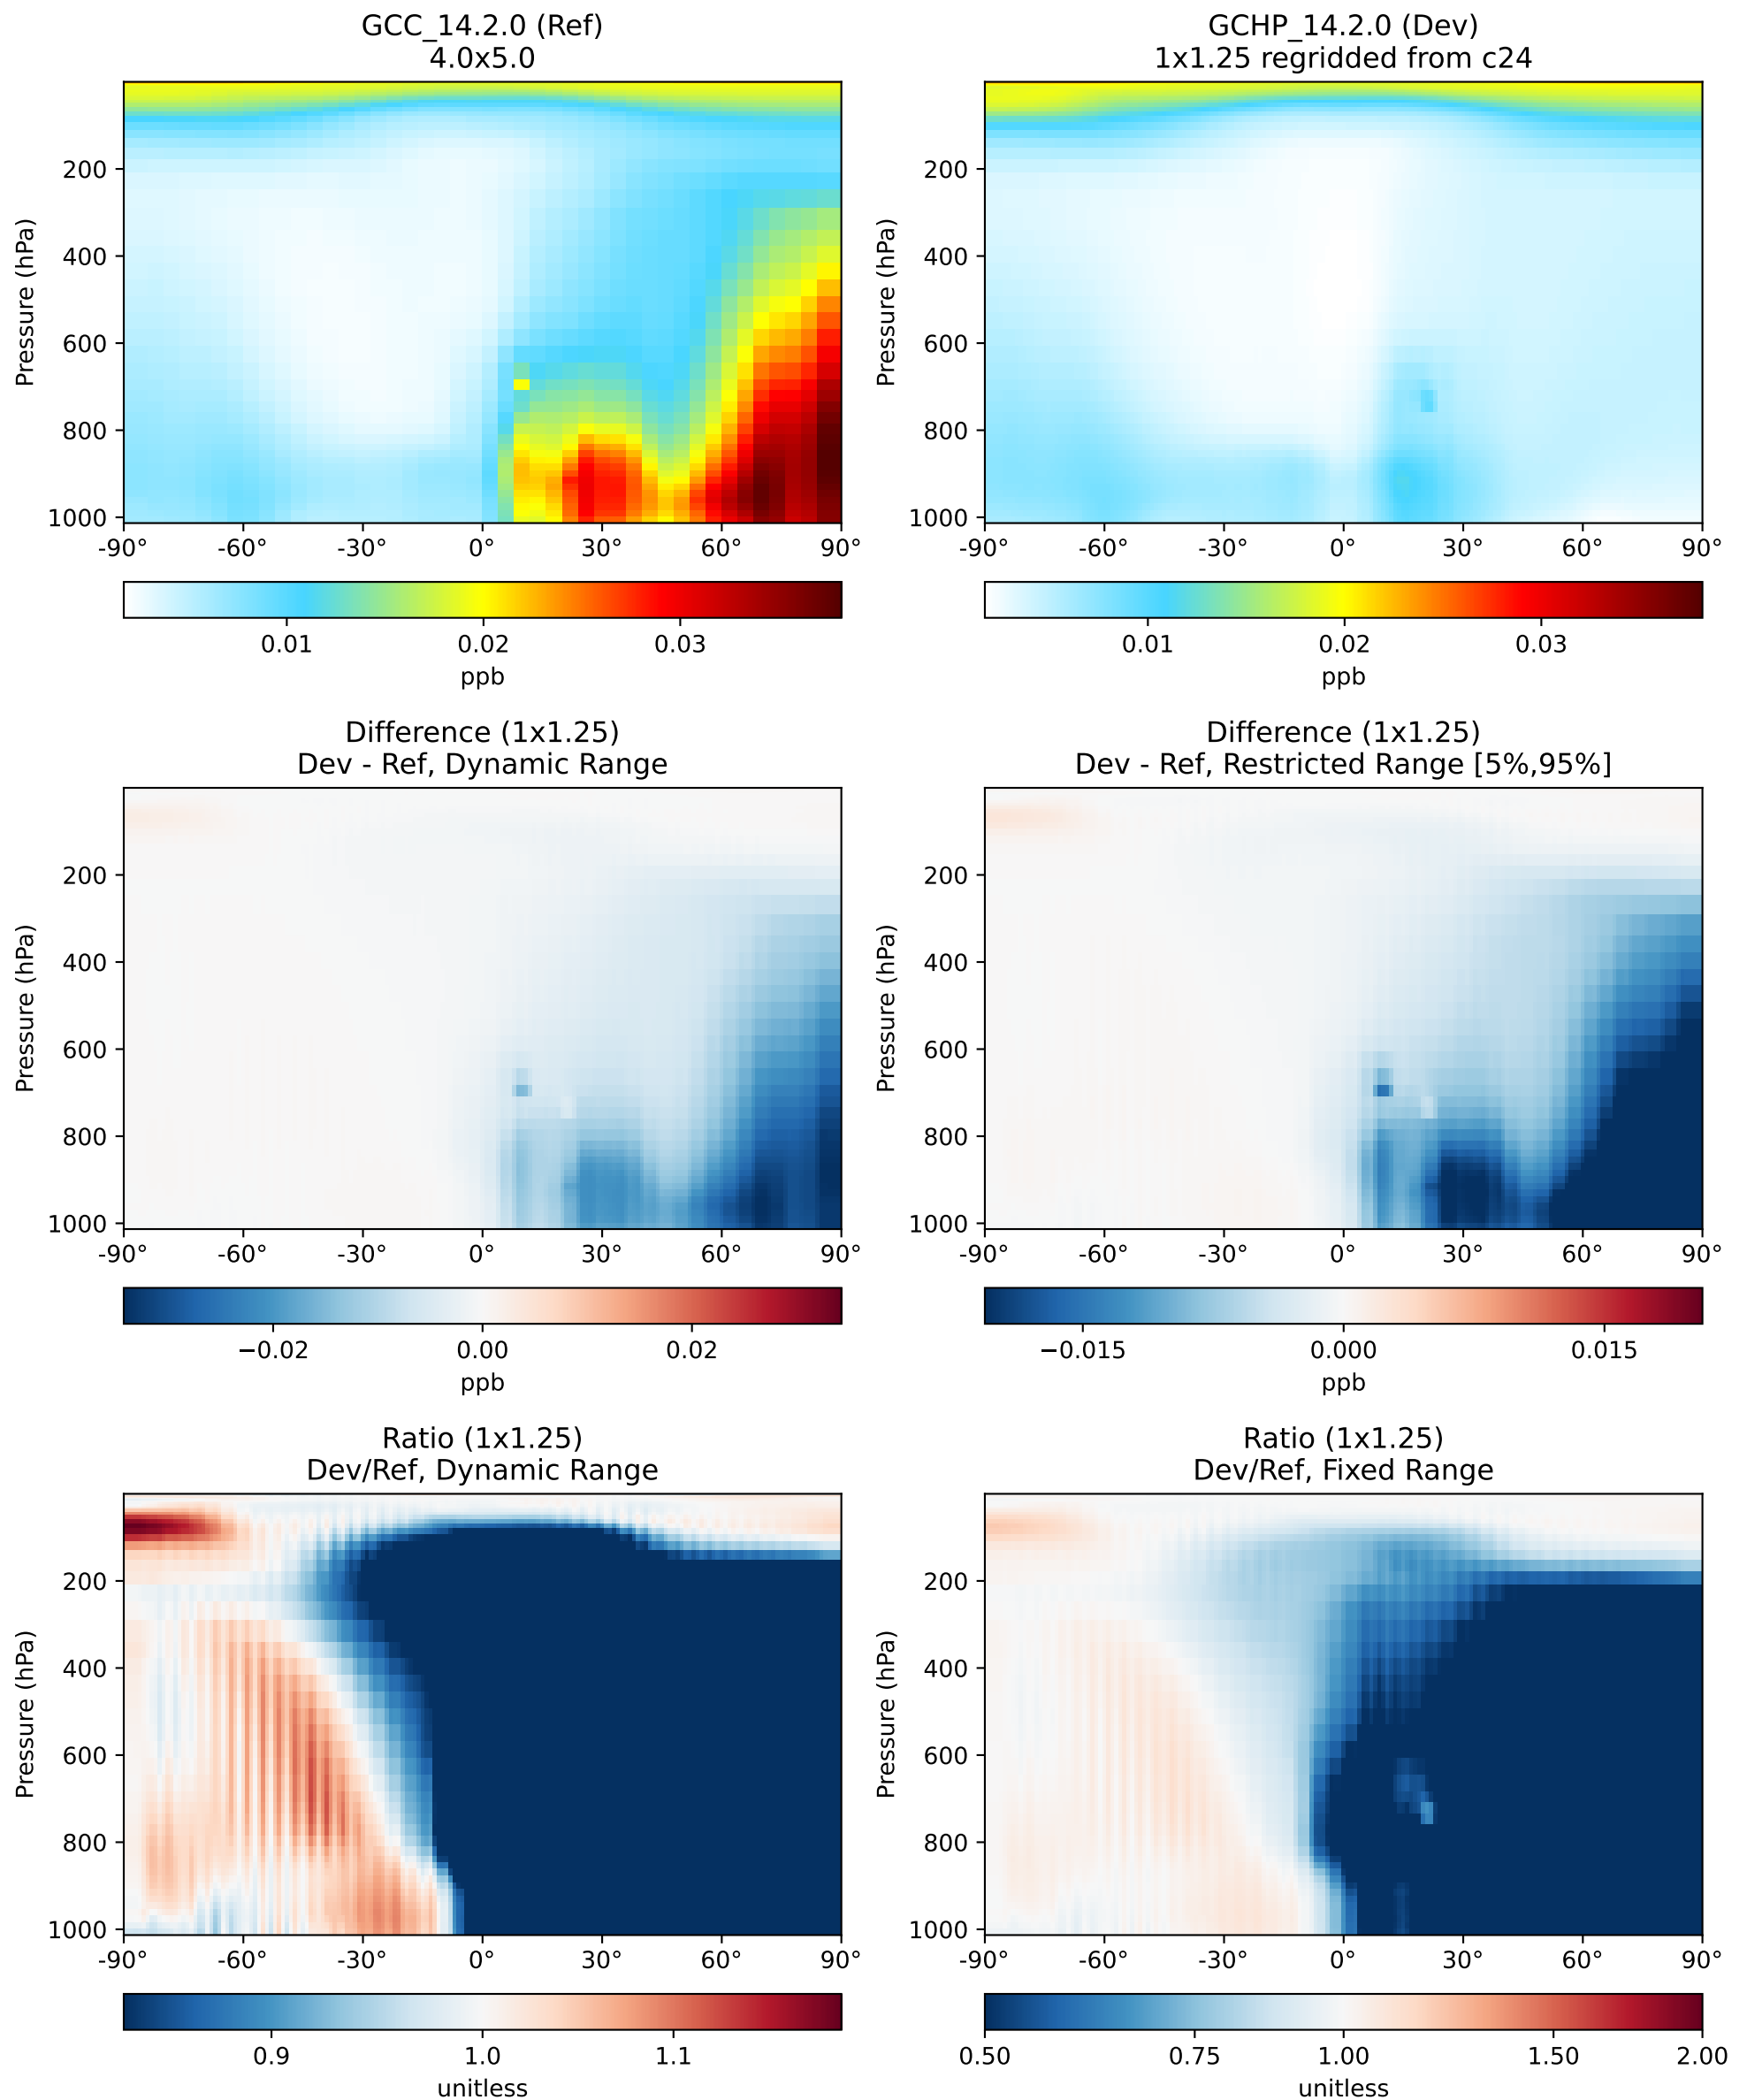 GCC_14.2.0 (Ref)
4.0x5.0
Pressure (hPa)
200
400
600
800
1000
-90° -60° -30° 0° 30° 60° 90°
0.01 0.02 0.03
ppb
GCHP_14.2.0 (Dev)
1x1.25 regridded from c24
Pressure (hPa)
200
400
600
800
1000
-90° -60° -30° 0° 30° 60° 90°
0.01 0.02 0.03
ppb
Difference (1x1.25)
Dev - Ref, Dynamic Range
Pressure (hPa)
200
400
600
800
1000
-90° -60° -30° 0° 30° 60° 90°
−0.02 0.00 0.02
ppb
Difference (1x1.25)
Dev - Ref, Restricted Range [5%,95%]
Pressure (hPa)
200
400
600
800
1000
-90° -60° -30° 0° 30° 60° 90°
−0.015 0.000 0.015
ppb
Ratio (1x1.25)
Dev/Ref, Dynamic Range
Pressure (hPa)
200
400
600
800
1000
-90° -60° -30° 0° 30° 60° 90°
0.9 1.0 1.1
unitless
Ratio (1x1.25)
Dev/Ref, Fixed Range
Pressure (hPa)
200
400
600
800
1000
-90° -60° -30° 0° 30° 60° 90°
0.50 0.75 1.00 1.50 2.00
unitless